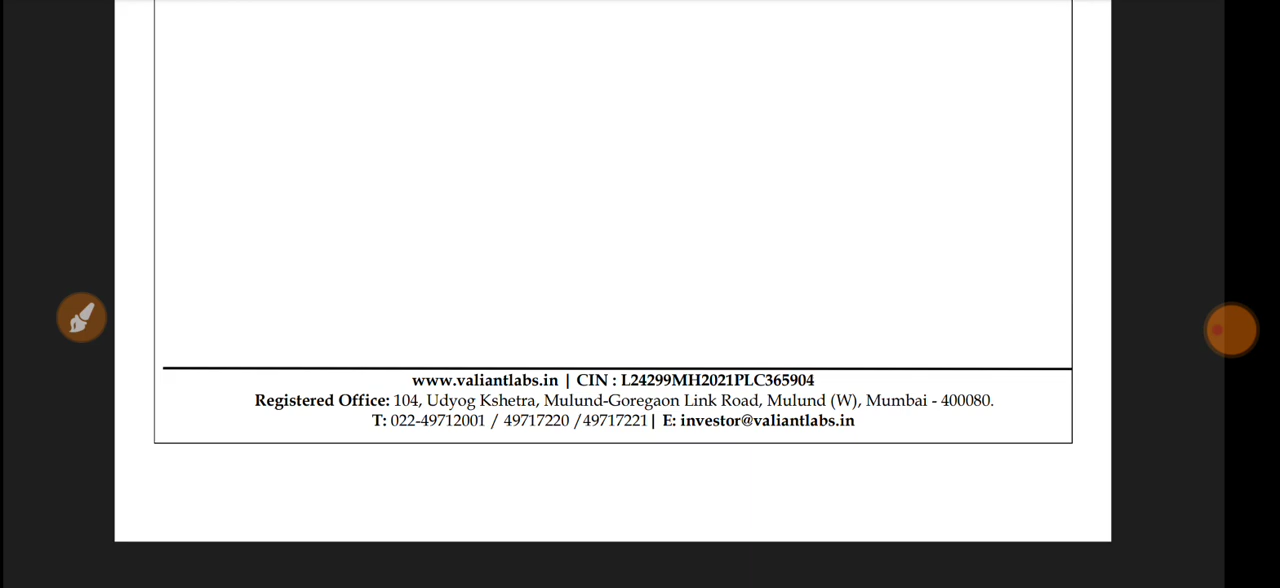 www.valiantlabs.in | CIN : L24299MH2021PLC365904
Registered Office: 104, Udyog Kshetra, Mulund-Goregaon Link Road, Mulund (W), Mumbai - 400080.
T: 022-49712001 / 49717220 /49717221| E: investor@valiantlabs.in